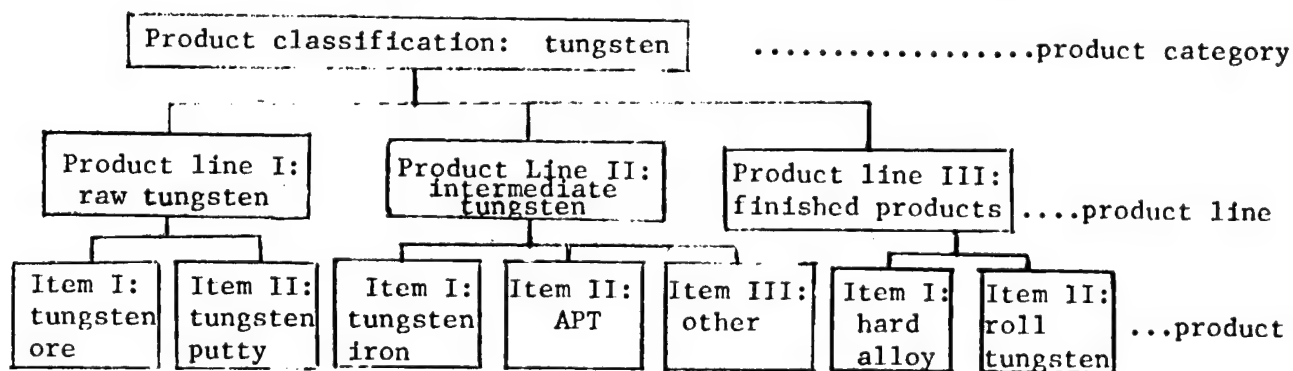 Product classification: tungsten ..................product category
Product line I:
raw tungsten
Product Line II:
intermediate
tungsten
Product line III:
finished products ....product line
Item I:
tungsten
ore
Item II:
tungsten
putty
Item I:
tungsten
iron
Item II:
APT
Item III:
other
Item I:
hard
alloy
Item II:
roll
tungsten
...product